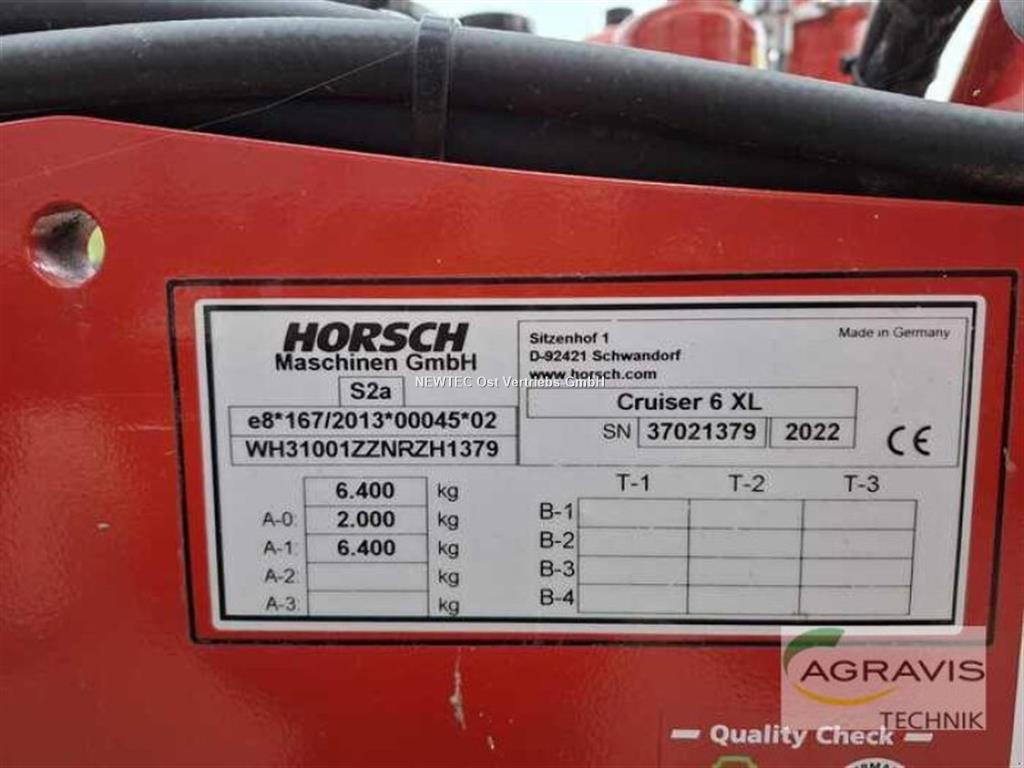 HORSCH
Maschinen GmbH
S2a
e8*167/2013*00045*02
WH31001ZZNRZH1379
Sitzenhof 1
D-92421 Schwandorf
www.horsch.com
Made in Germany
Cruiser 6 XL
SN 37021379 2022 CE
6.400 kg
A-0: 2.000 kg
A-1: 6.400 kg
A-2: kg
A-3: kg
T-1 T-2 T-3
B-1
B-2
B-3
B-4
NEWTEC Ost Vertriebs GmbH
AGRAVIS
TECHNIK
Quality Check